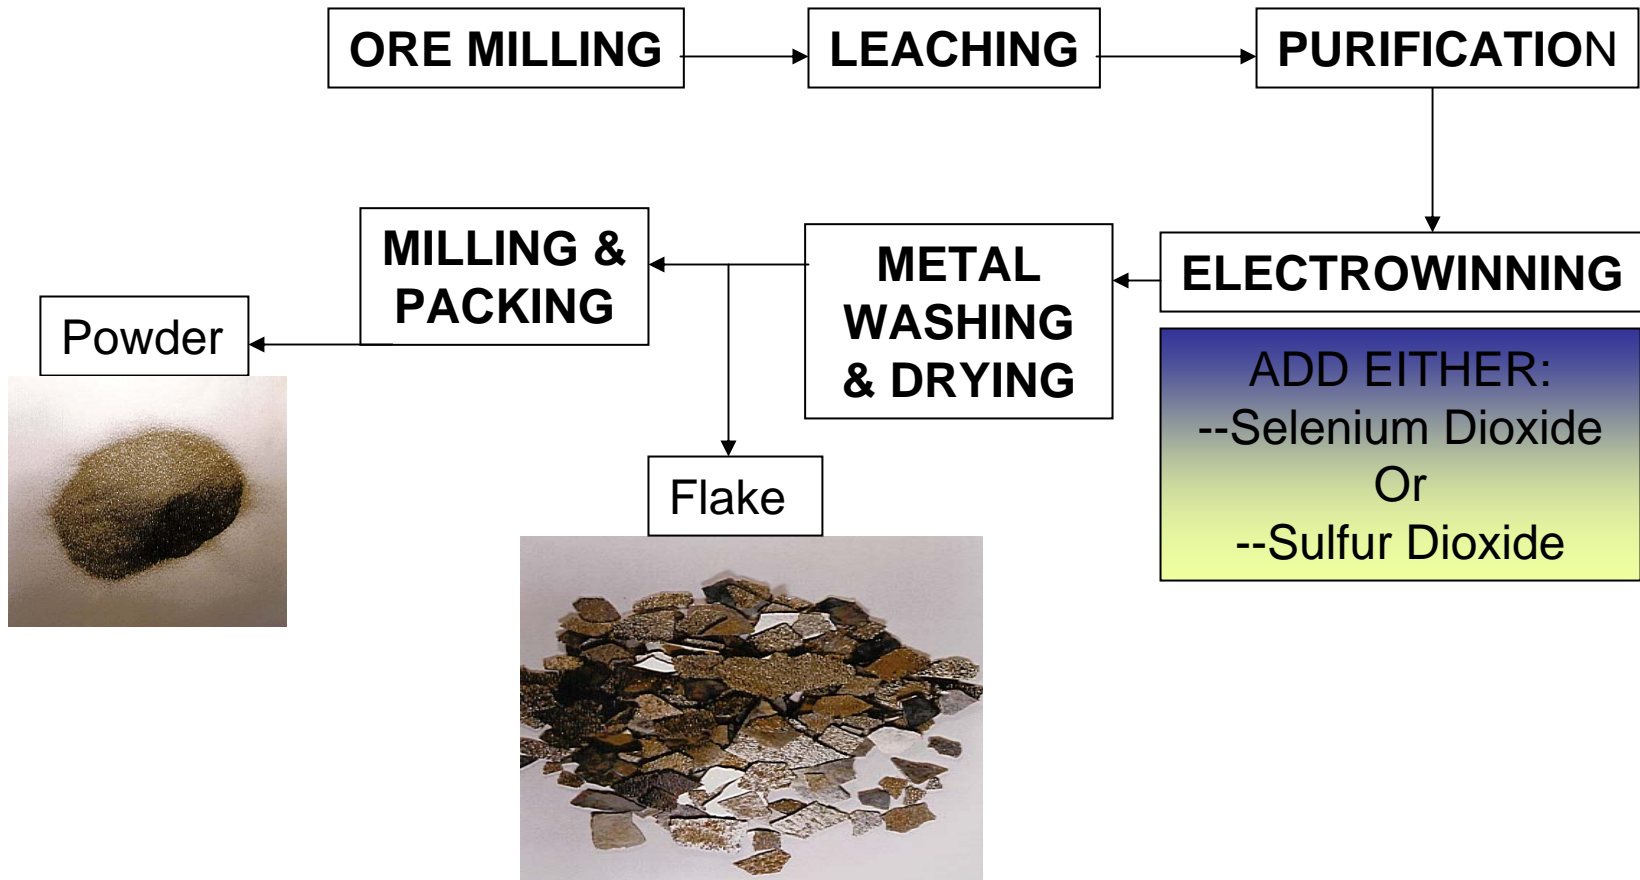 ORE MILLING
LEACHING
PURIFICATION
MILLING &
PACKING
METAL
WASHING
& DRYING
ELECTROWINNING
Powder
ADD EITHER:
--Selenium Dioxide
Or
--Sulfur Dioxide
Flake